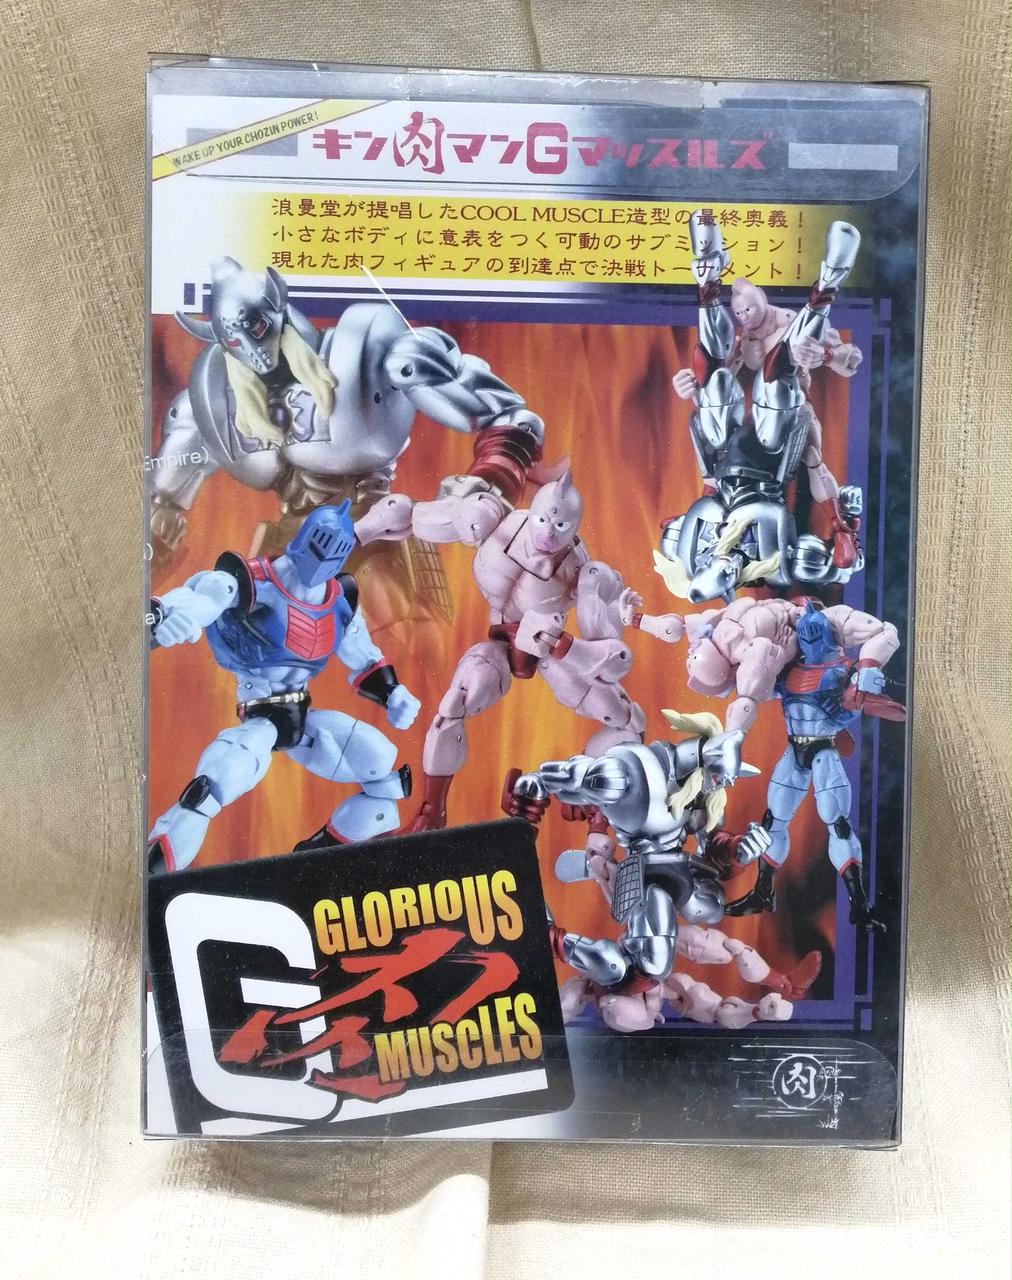 WAKE UP YOUR CHOZIN POWER!
キン肉マンGマッスルズ
浪曼堂が提唱したCOOL MUSCLE造型の最終奥義!
小さなボディに意表をつく可動のサブミッション!
現れた肉フィギュアの到達点で決戦トーナメント!
Empire)
)
a)
G
GLORIOUS
MUSCLES
肉